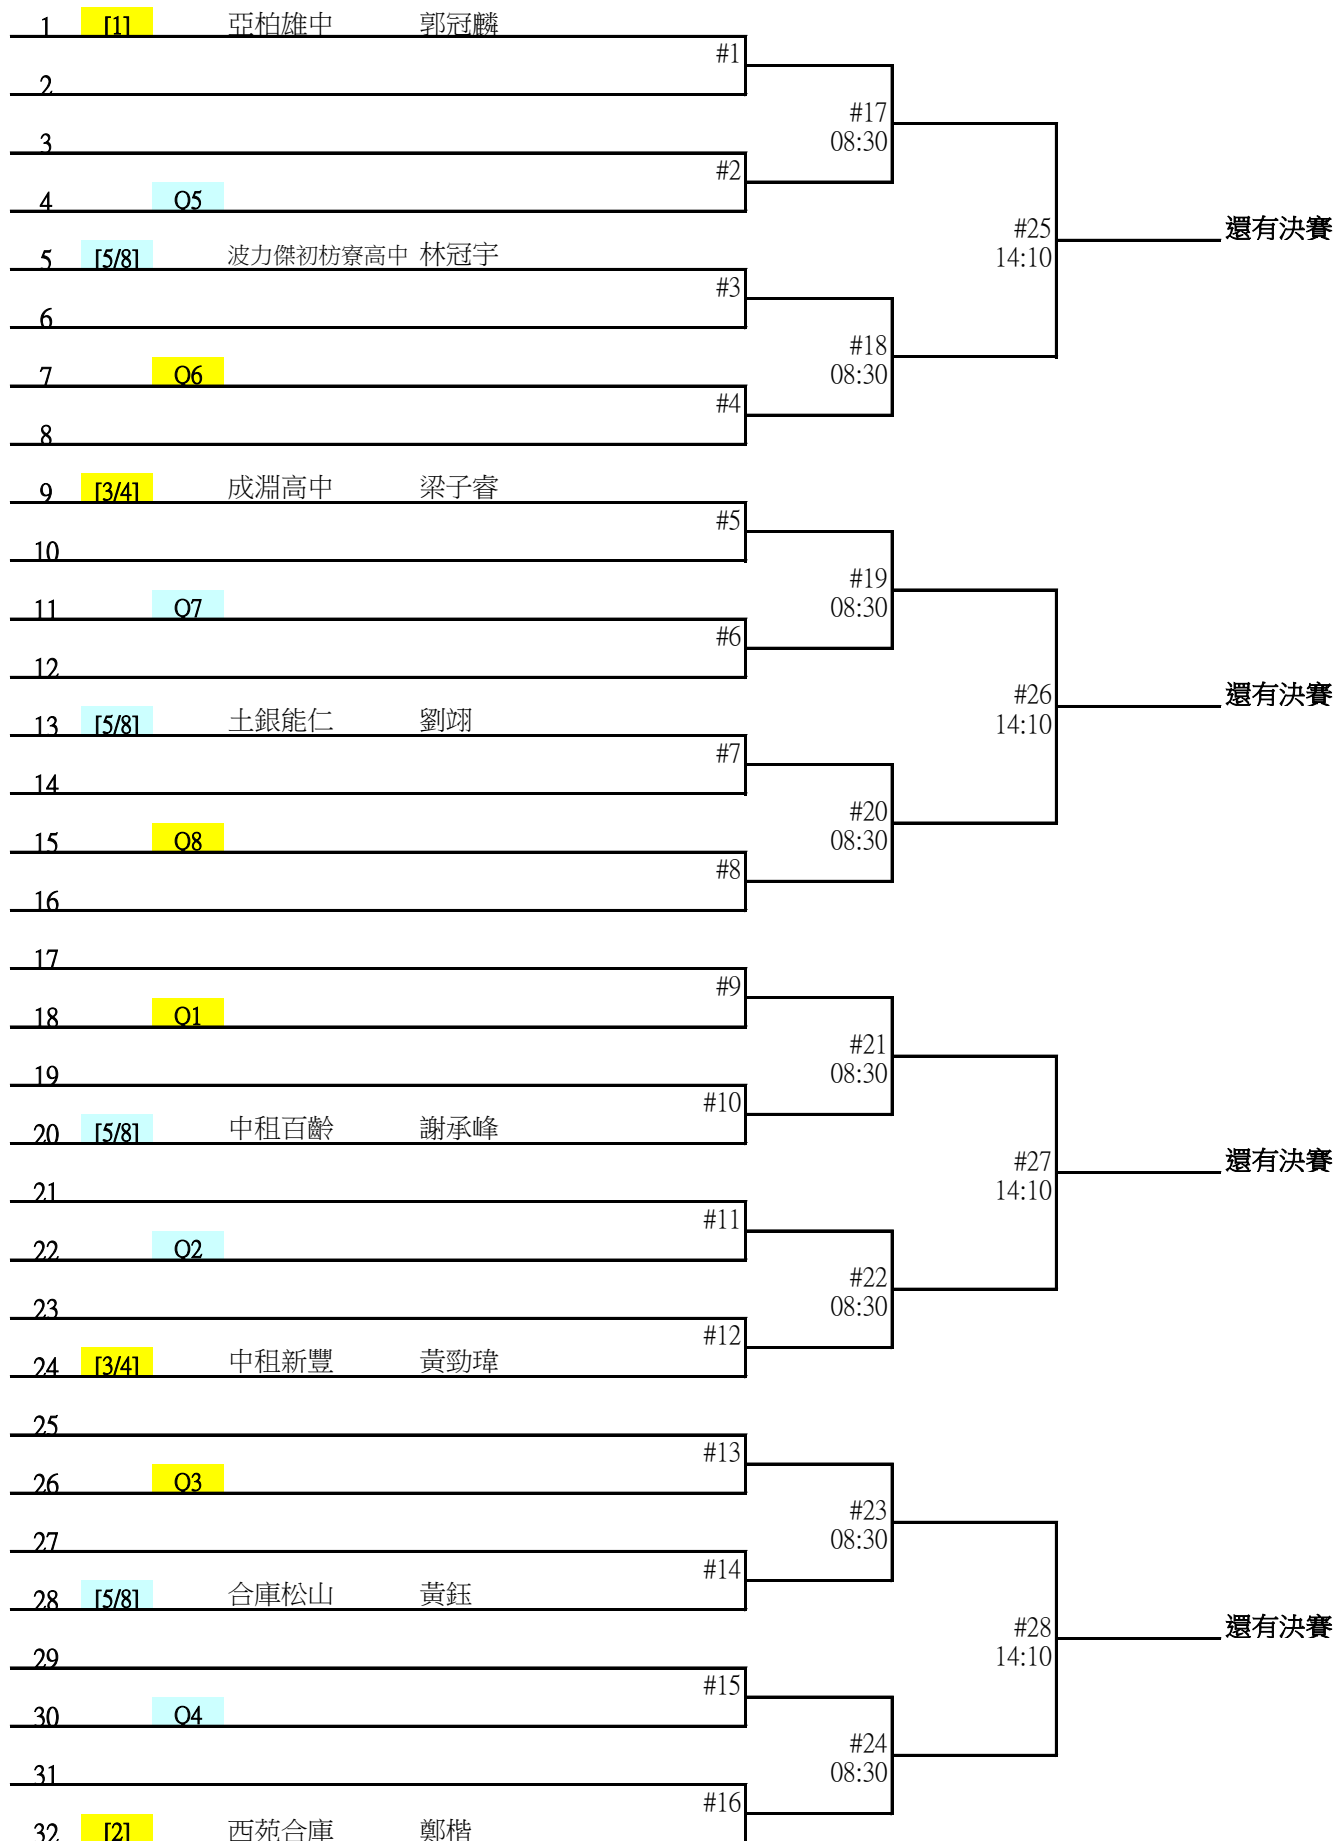 1 [1] 亞柏雄中 郭冠麟
#1
2
#17
08:30
3
#2
4 Q5
#25
14:10
還有決賽
5 [5/8] 波力傑初枋寮高中 林冠宇
#3
6
#18
08:30
7 Q6
#4
8
9 [3/4] 成淵高中 梁子睿
#5
10
#19
08:30
11 Q7
#6
12
#26
14:10
還有決賽
13 [5/8] 土銀能仁 劉翊
#7
14
#20
08:30
15 Q8
#8
16
17
#9
18 Q1
#21
08:30
19
#10
20 [5/8] 中租百齡 謝承峰
#27
14:10
還有決賽
21
#11
22 Q2
#22
08:30
23
#12
24 [3/4] 中租新豐 黃勁瑋
25
#13
26 Q3
#23
08:30
27
#14
28 [5/8] 合庫松山 黃鈺
#28
14:10
還有決賽
29
#15
30 Q4
#24
08:30
31
#16
32 [2] 西苑合庫 鄭楷